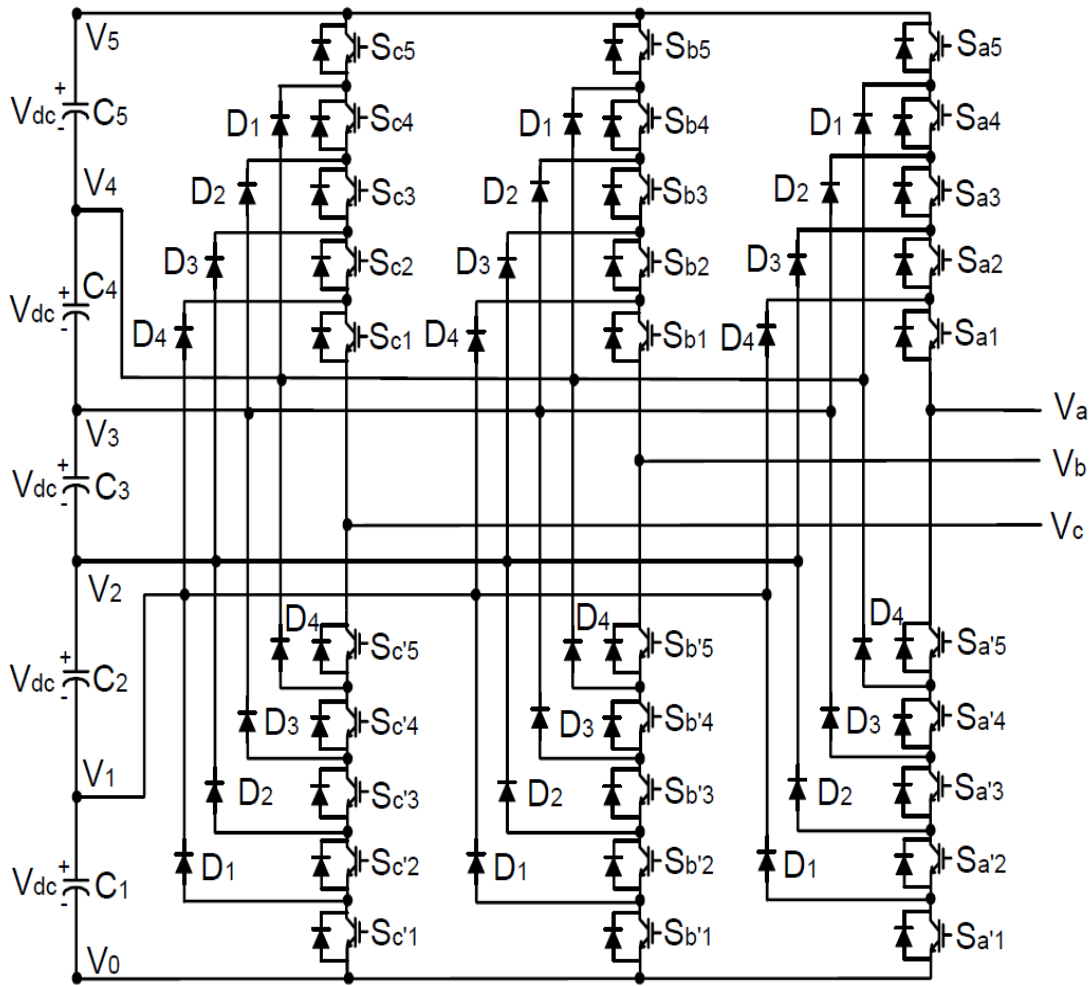 V5 Sc5 Sb5 Sa5
+
Vdc C5 D1 Sc4 D1 Sb4 D1 Sa4
-
V4 D2 Sc3 D2 Sb3 D2 Sa3
D3 Sc2 D3 Sb2 D3 Sa2
+ C4
Vdc D4 Sc1 D4 Sb1 D4 Sa1
-
V3 Va
+
Vdc C3 Vb
-
Vc
V2
D4 Sc'5 D4 Sb'5 D4 Sa'5
+
Vdc C2
-
D3 Sc'4 D3 Sb'4 D3 Sa'4
V1 D2 Sc'3 D2 Sb'3 D2 Sa'3
+
Vdc C1 D1 Sc'2 D1 Sb'2 D1 Sa'2
-
V0 Sc'1 Sb'1 Sa'1